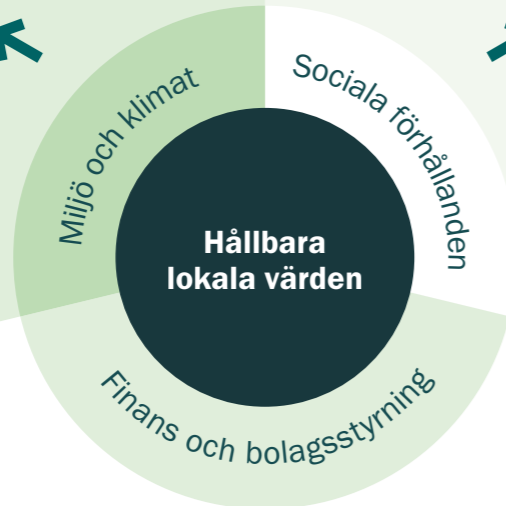 Miljö och klimat
Sociala förhållanden
Hållbara
lokala värden
Finans och bolagsstyrning